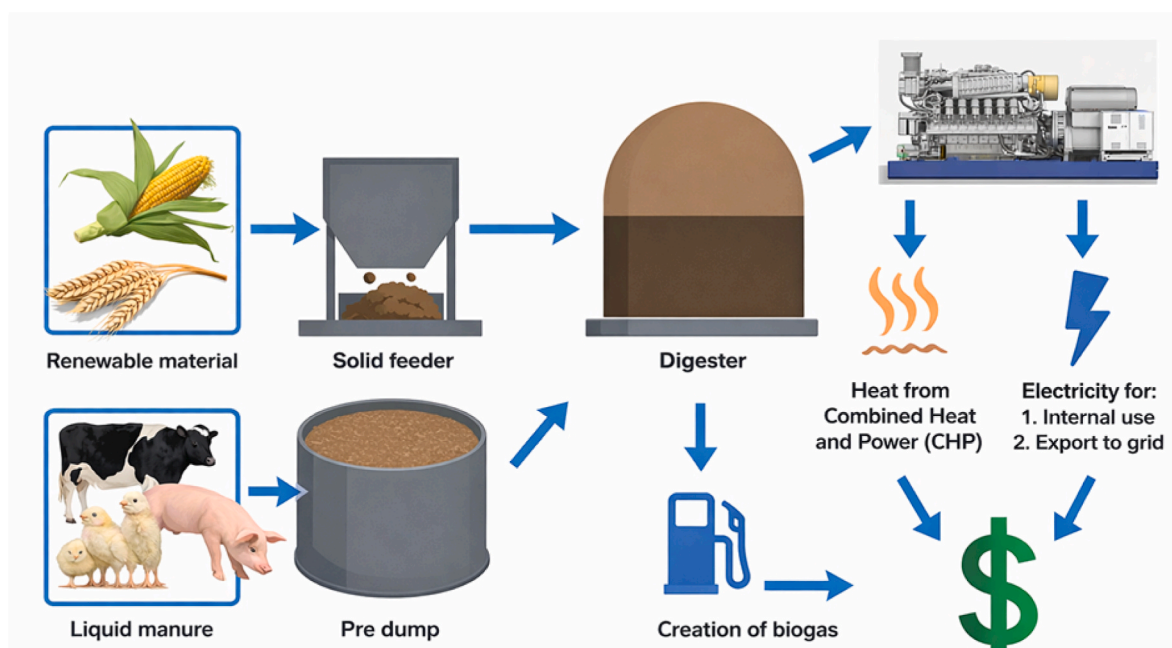 Renewable material
Solid feeder
Digester
Heat from
Combined Heat
and Power (CHP)
Electricity for:
1. Internal use
2. Export to grid
Liquid manure
Pre dump
Creation of biogas
$